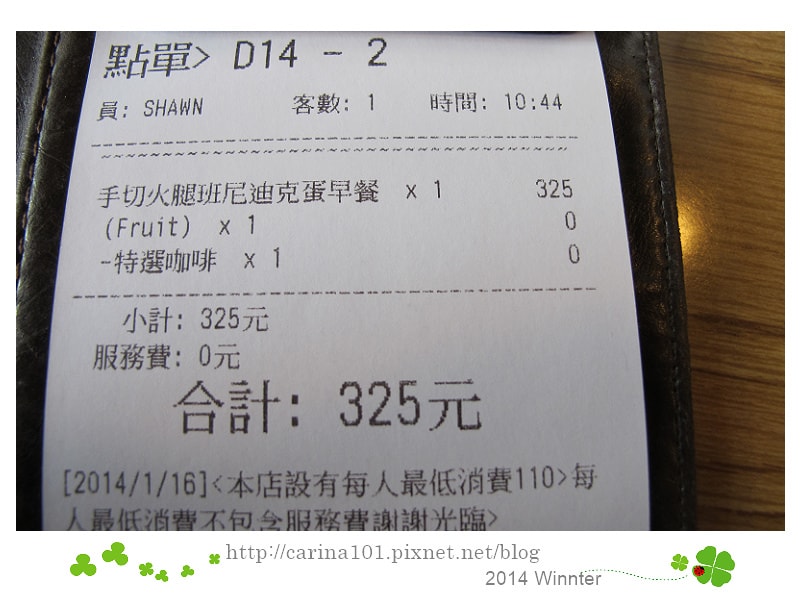 點單> D14 - 2
員: SHAWN 客數: 1 時間: 10:44
手切火腿班尼迪克蛋早餐 x 1 325
(Fruit) x 1 0
-特選咖啡 x 1 0
小計: 325元
服務費: 0元
合計: 325元
[2014/1/16]<本店設有每人最低消費110>每
人最低消費不包含服務費謝謝光臨>
http://carina101.pixnet.net/blog
2014 Winnter